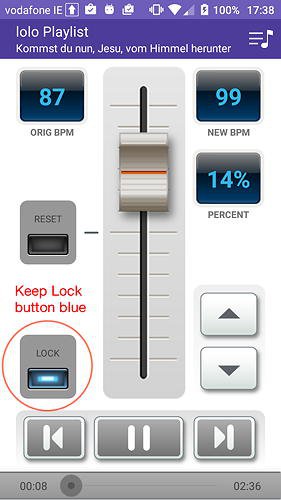 vodafone IE 100% 17:38
lolo Playlist
Kommst du nun, Jesu, vom Himmel herunter
87
99
ORIG BPM
NEW BPM
14%
PERCENT
RESET
Keep Lock
button blue
LOCK
00:08
02:36